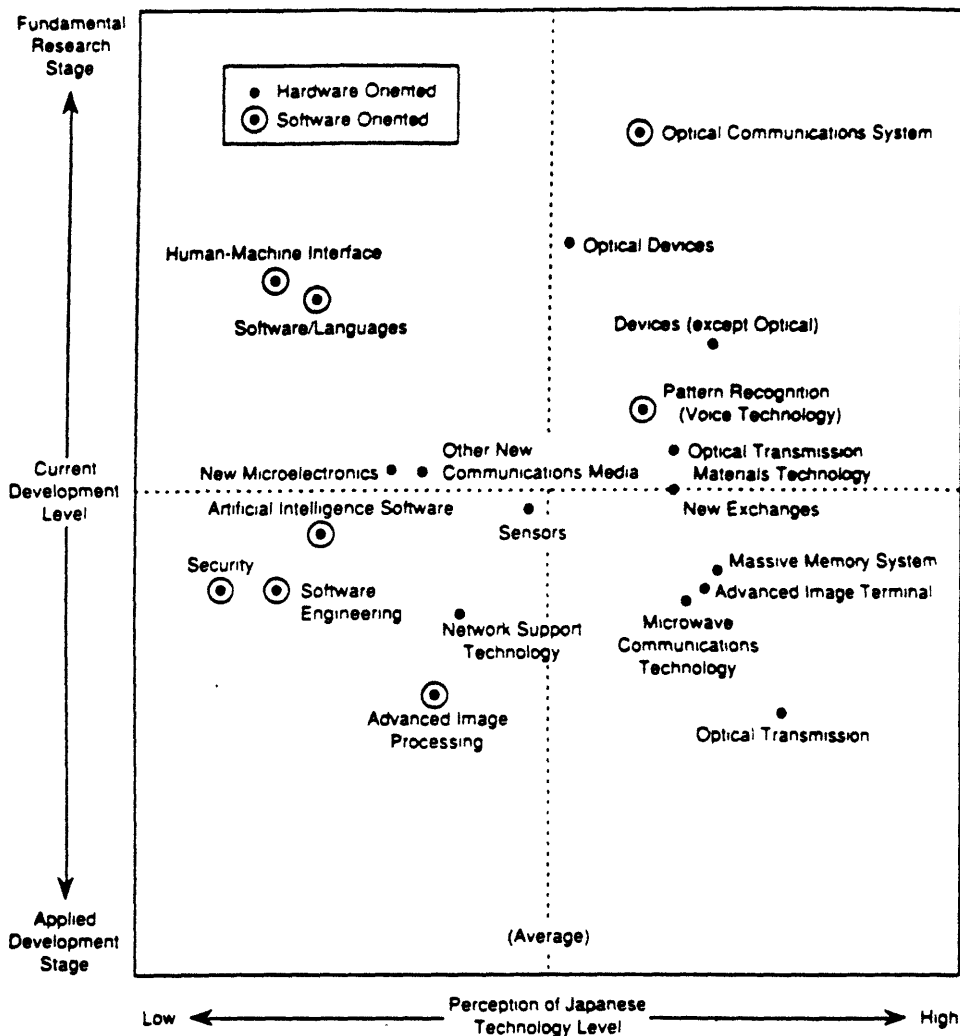 Fundamental
Research
Stage
Hardware Oriented
Software Oriented
Optical Communications System
Optical Devices
Human-Machine Interface
Software/Languages
Devices (except Optical)
Pattern Recognition
(Voice Technology)
Optical Transmission
Materials Technology
Other New
Communications Media
New Microelectronics
Current
Development
Level
New Exchanges
Artificial Intelligence Software
Sensors
Security
Software
Engineering
Massive Memory System
Advanced Image Terminal
Microwave
Communications
Technology
Network Support
Technology
Advanced Image
Processing
Optical Transmission
Applied
Development
Stage
(Average)
Low
Perception of Japanese
Technology Level
High